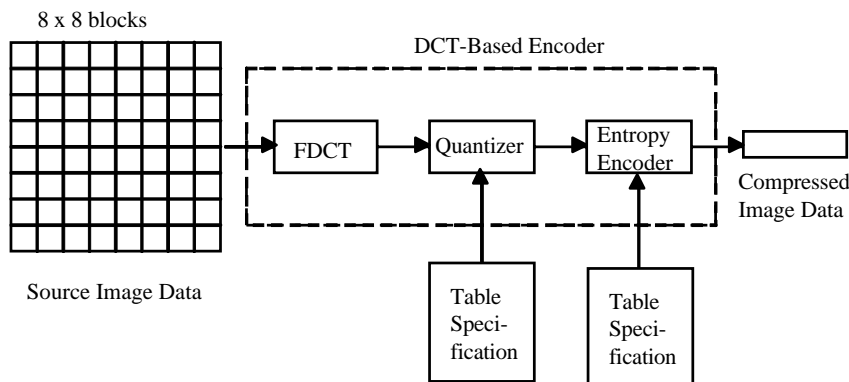 8 x 8 blocks
DCT-Based Encoder
FDCT
Quantizer
Entropy
Encoder
Compressed
Image Data
Source Image Data
Table
Speci-
fication
Table
Speci-
fication